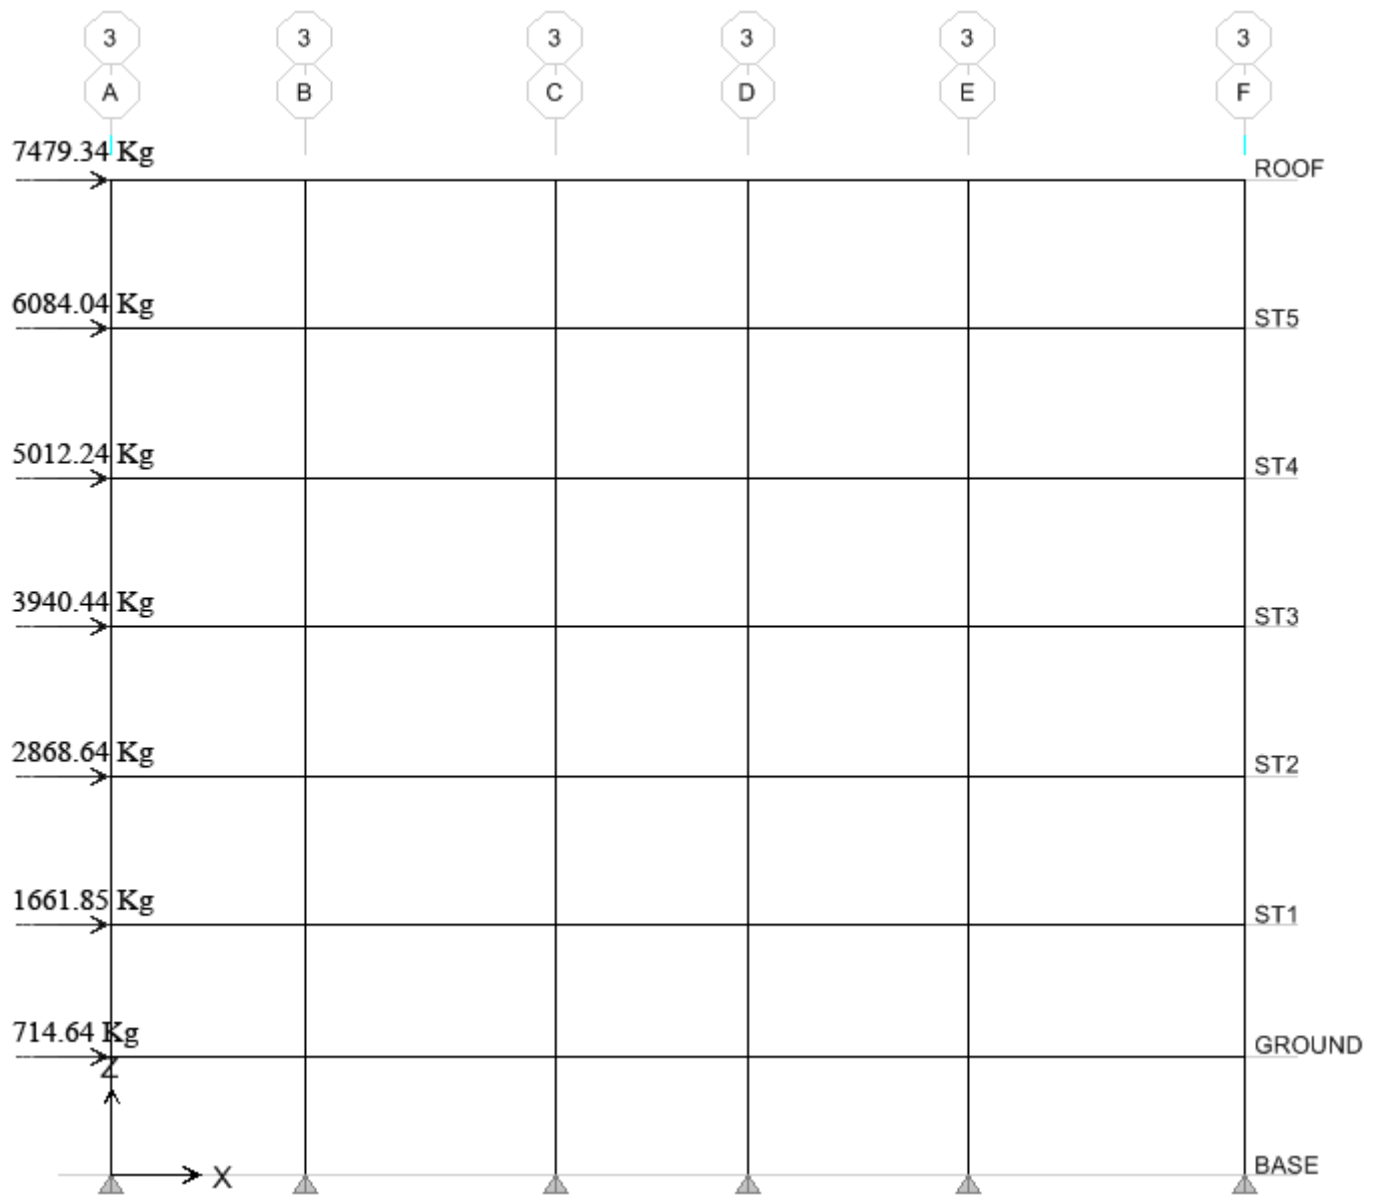 3 3 3 3 3 3
A B C D E F
7479.34 Kg
ROOF
6084.04 Kg
ST5
5012.24 Kg
ST4
3940.44 Kg
ST3
2868.64 Kg
ST2
1661.85 Kg
ST1
714.64 Kg
GROUND
Z
X
BASE